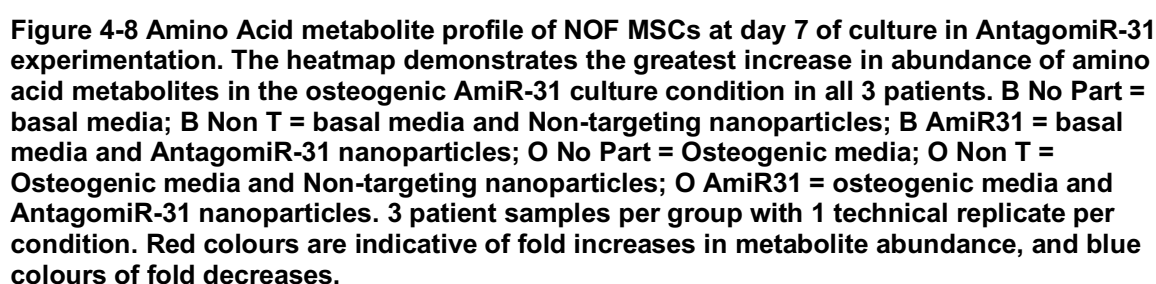 Figure 4-8 Amino Acid metabolite profile of NOF MSCs at day 7 of culture in AntagomiR-31
experimentation. The heatmap demonstrates the greatest increase in abundance of amino
acid metabolites in the osteogenic AmiR-31 culture condition in all 3 patients. B No Part =
basal media; B Non T = basal media and Non-targeting nanoparticles; B AmiR31 = basal
media and AntagomiR-31 nanoparticles; O No Part = Osteogenic media; O Non T =
Osteogenic media and Non-targeting nanoparticles; O AmiR31 = osteogenic media and
AntagomiR-31 nanoparticles. 3 patient samples per group with 1 technical replicate per
condition. Red colours are indicative of fold increases in metabolite abundance, and blue
colours of fold decreases.